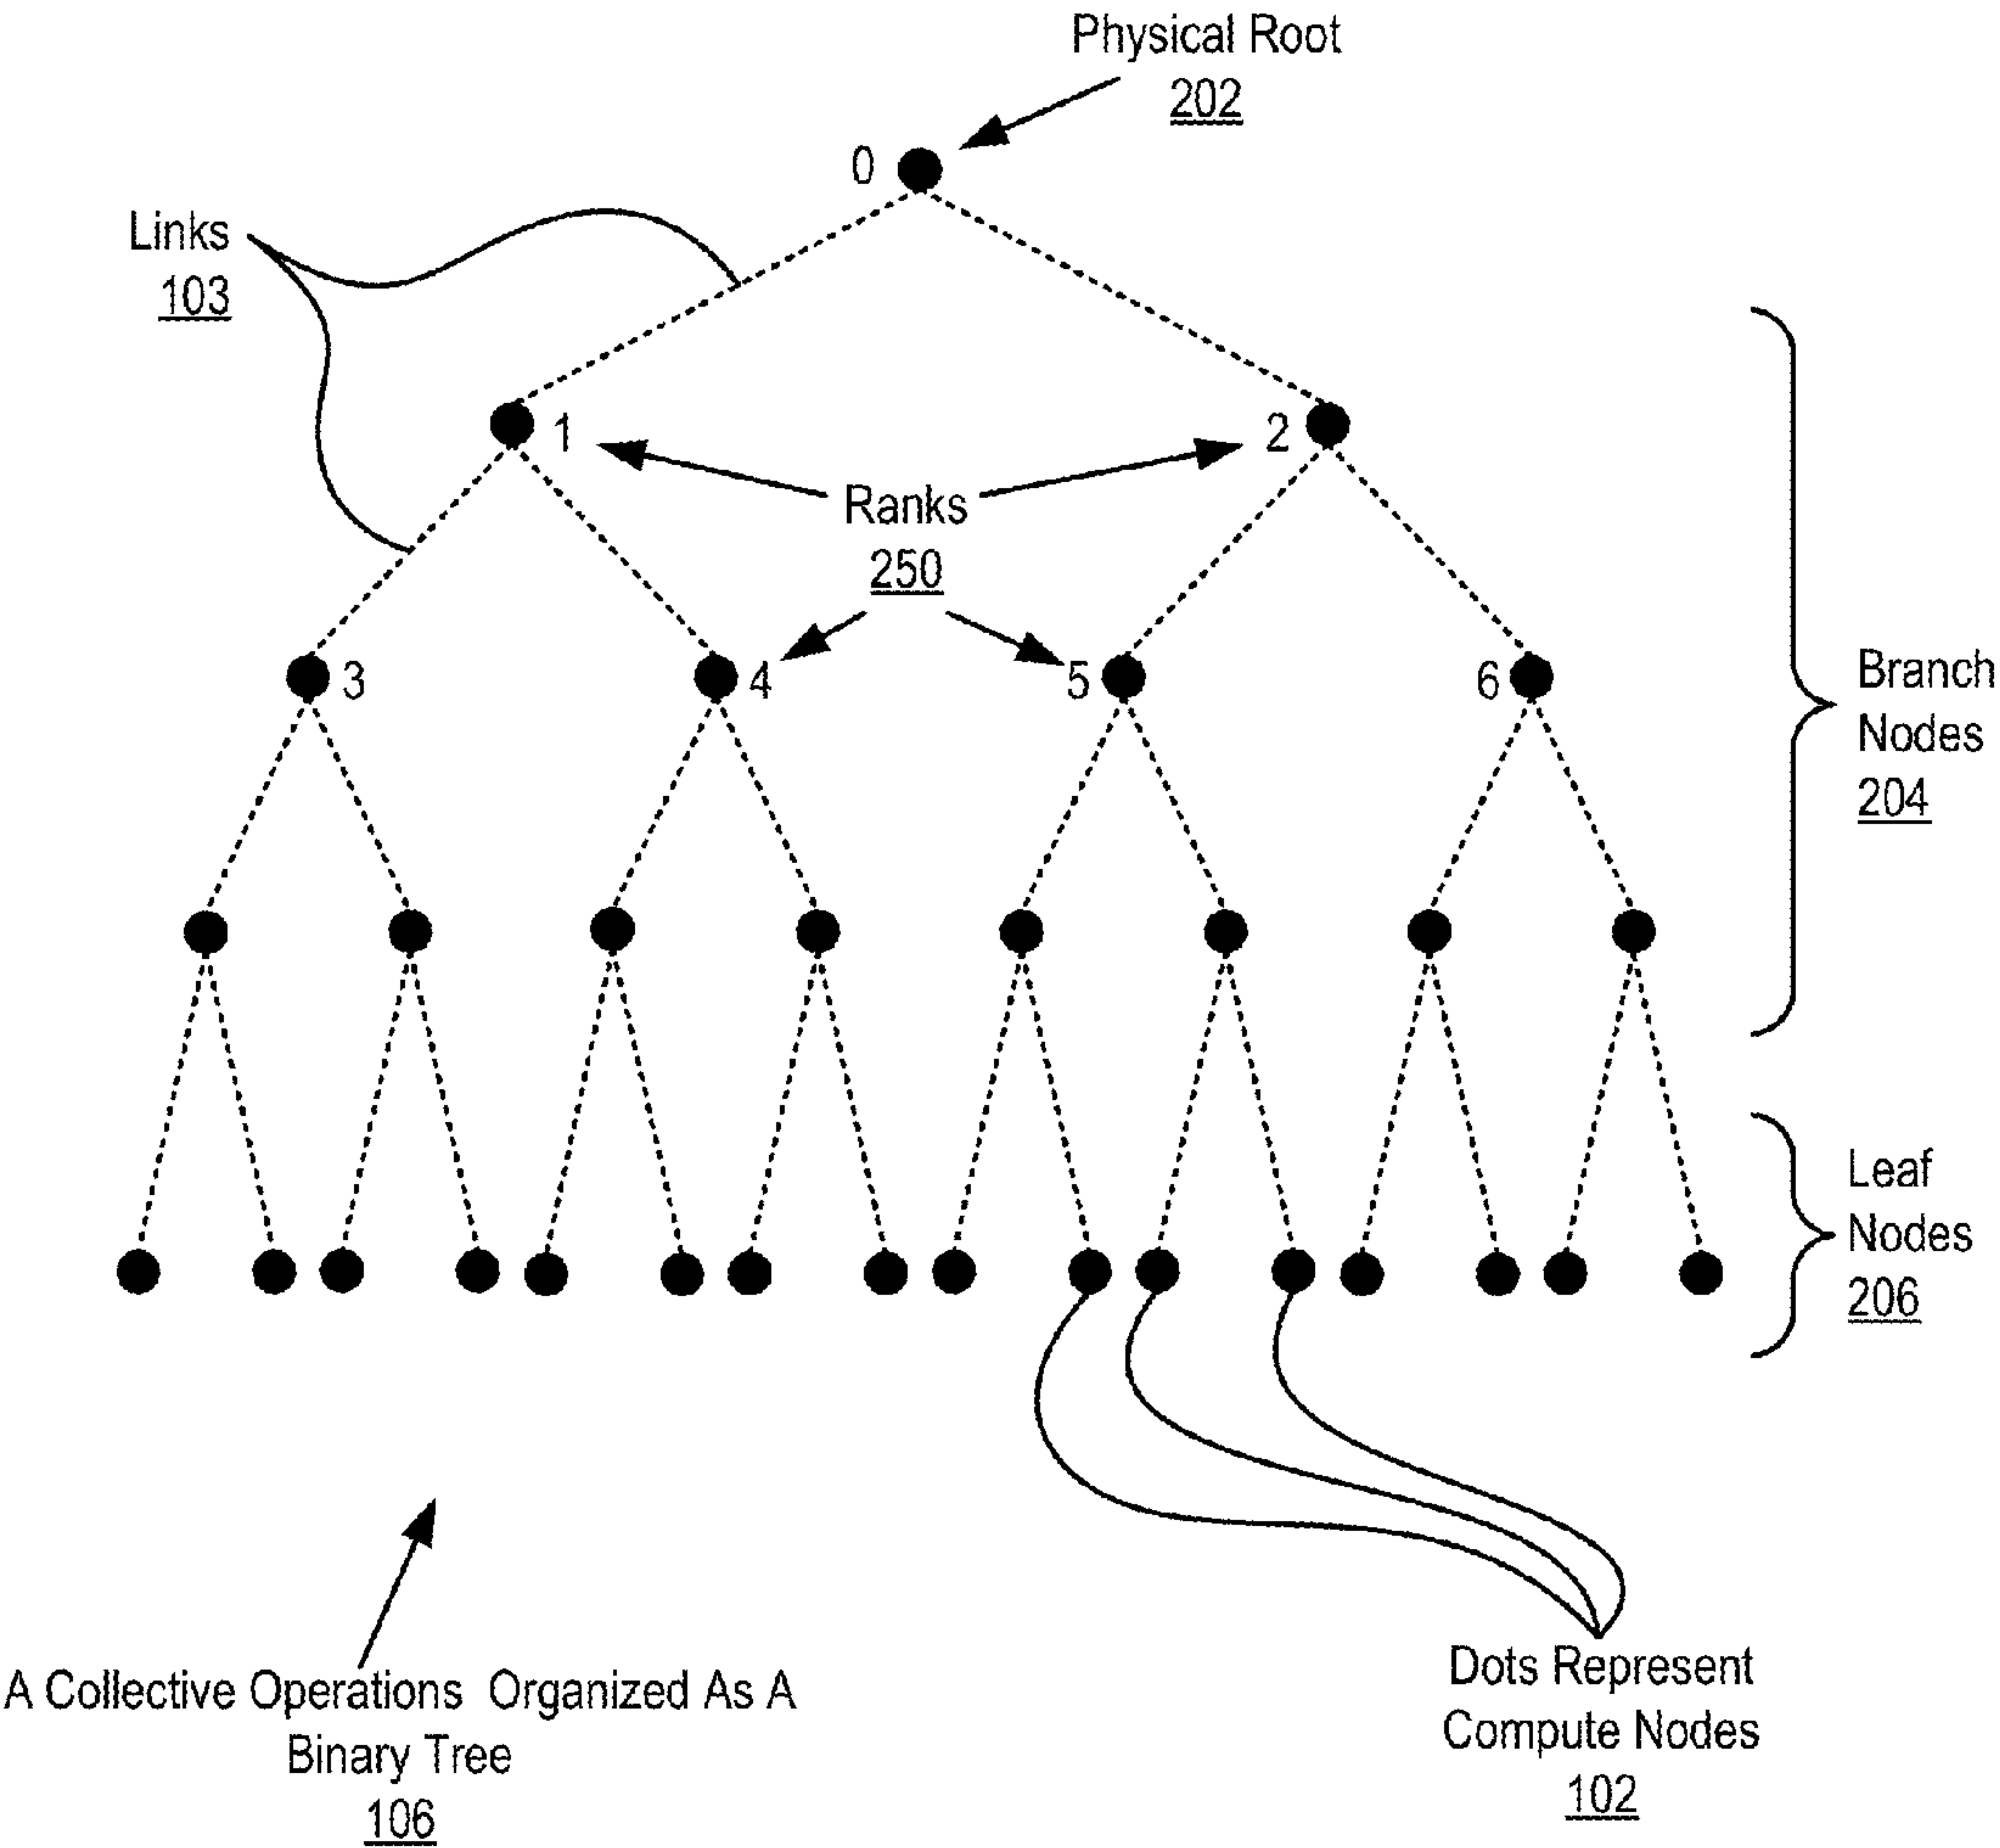 Physical Root
202
0
Links
103
1
2
Ranks
250
3
4
5
6
Branch
Nodes
204
Leaf
Nodes
206
A Collective Operations Organized As A
Binary Tree
106
Dots Represent
Compute Nodes
102